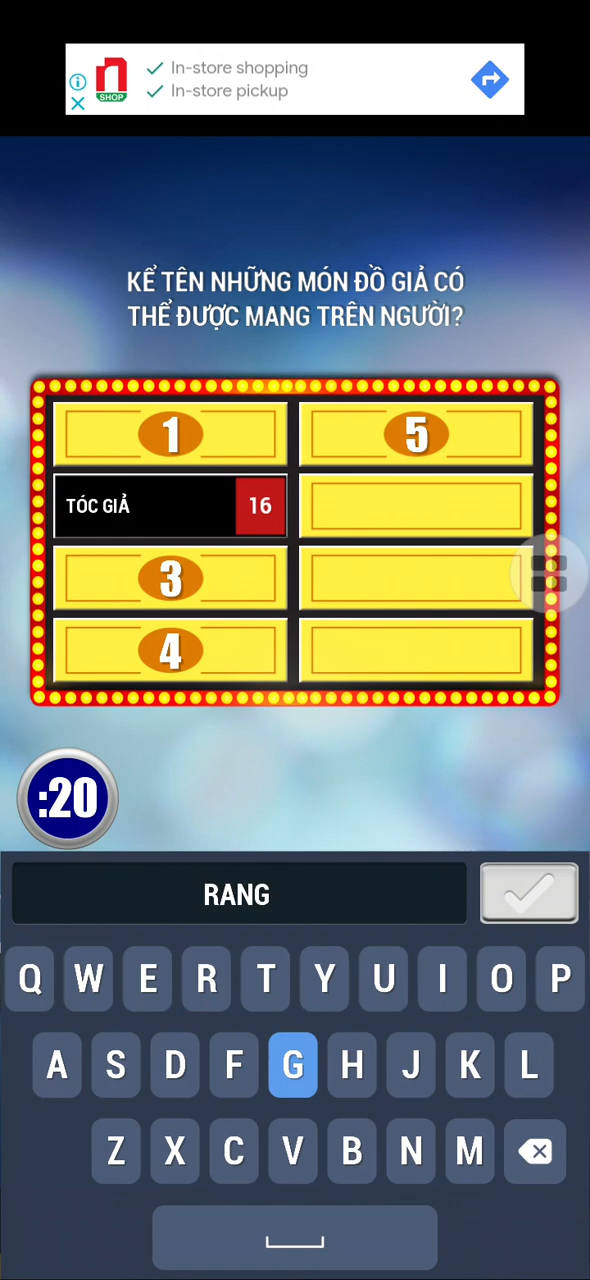 In-store shopping
In-store pickup
SHOP
KỂ TÊN NHỮNG MÓN ĐỒ GIẢ CÓ
THỂ ĐƯỢC MANG TRÊN NGƯỜI?
1
5
TÓC GIẢ 16
3
4
:20
RANG
Q W E R T Y U I O P
A S D F G H J K L
Z X C V B N M